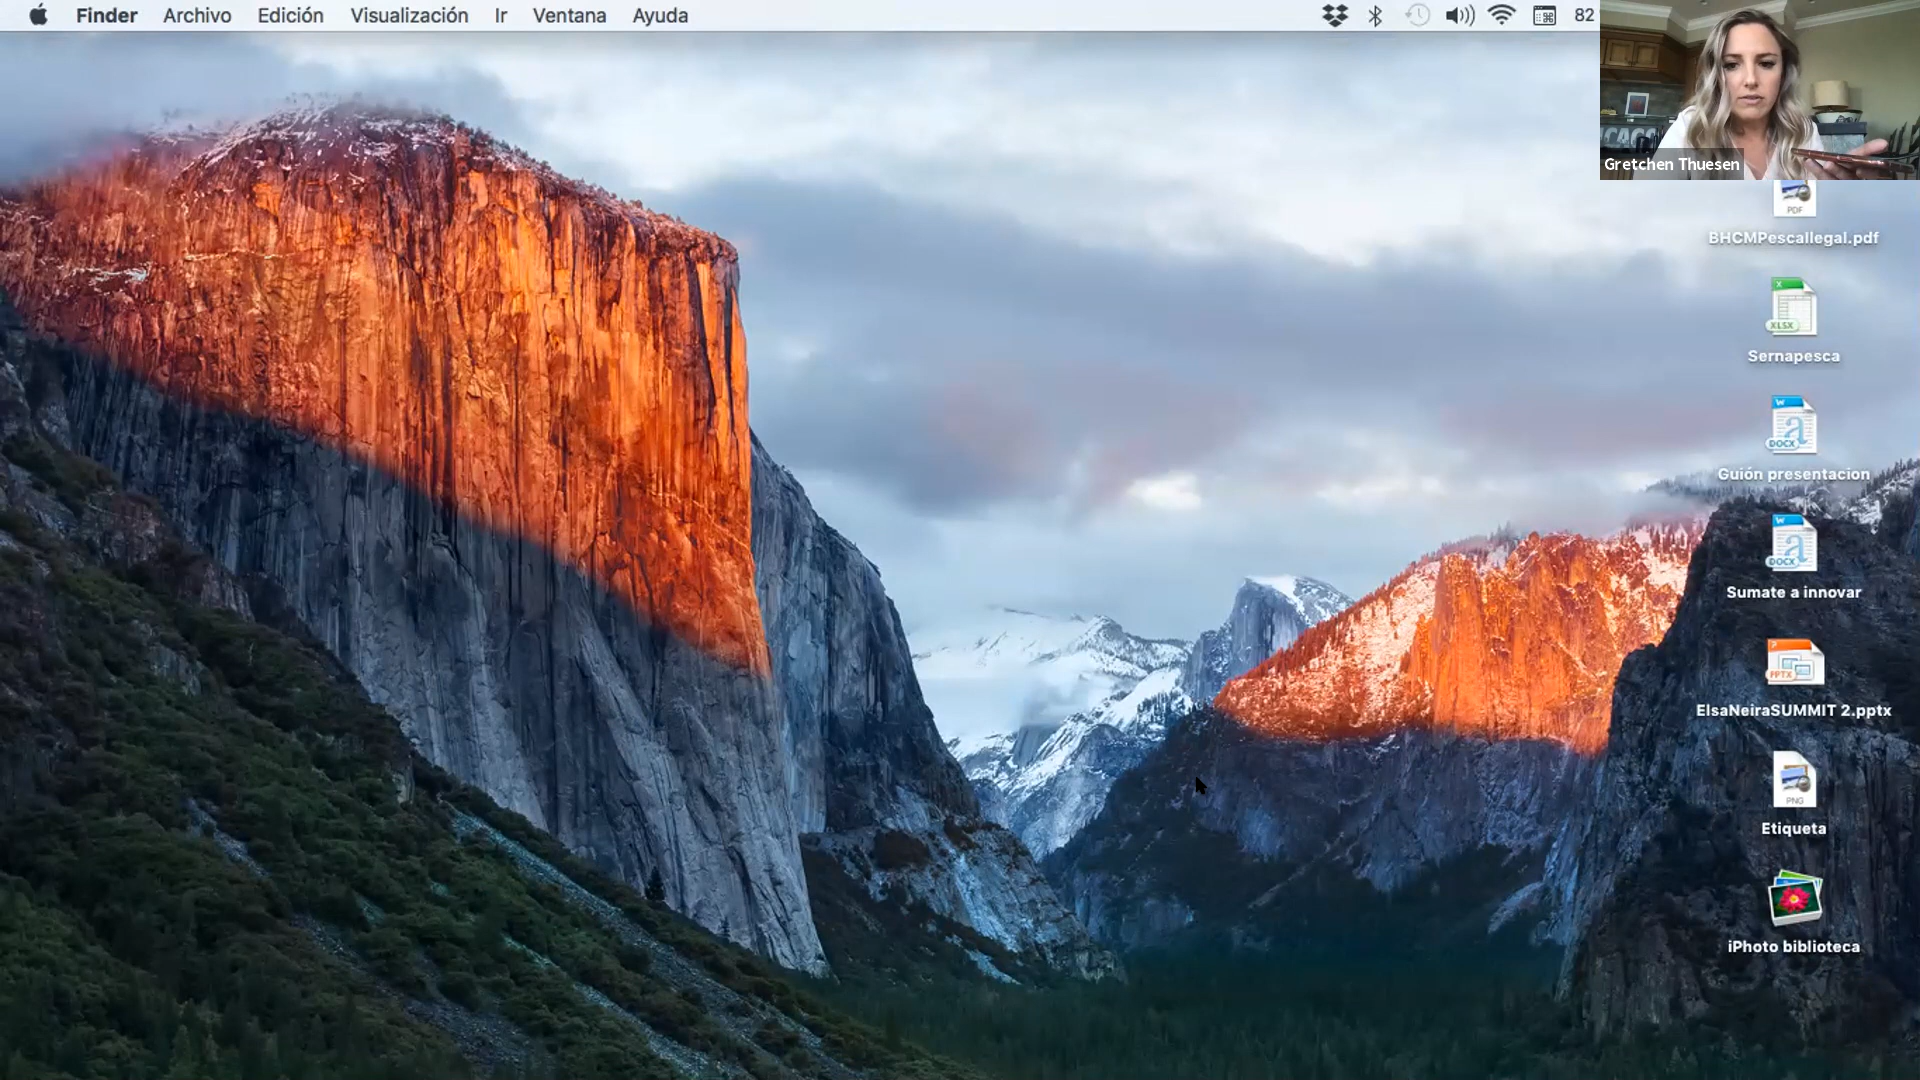 Finder Archivo Edición Visualización Ir Ventana Ayuda 82
Gretchen Thuesen
PDF
BHCMPescallegal.pdf
X
XLSX
Sernapesca
W
DOCX
Guión presentacion
W
DOCX
Sumate a innovar
P
PPTX
ElsaNeiraSUMMIT 2.pptx
PNG
Etiqueta
iPhoto biblioteca